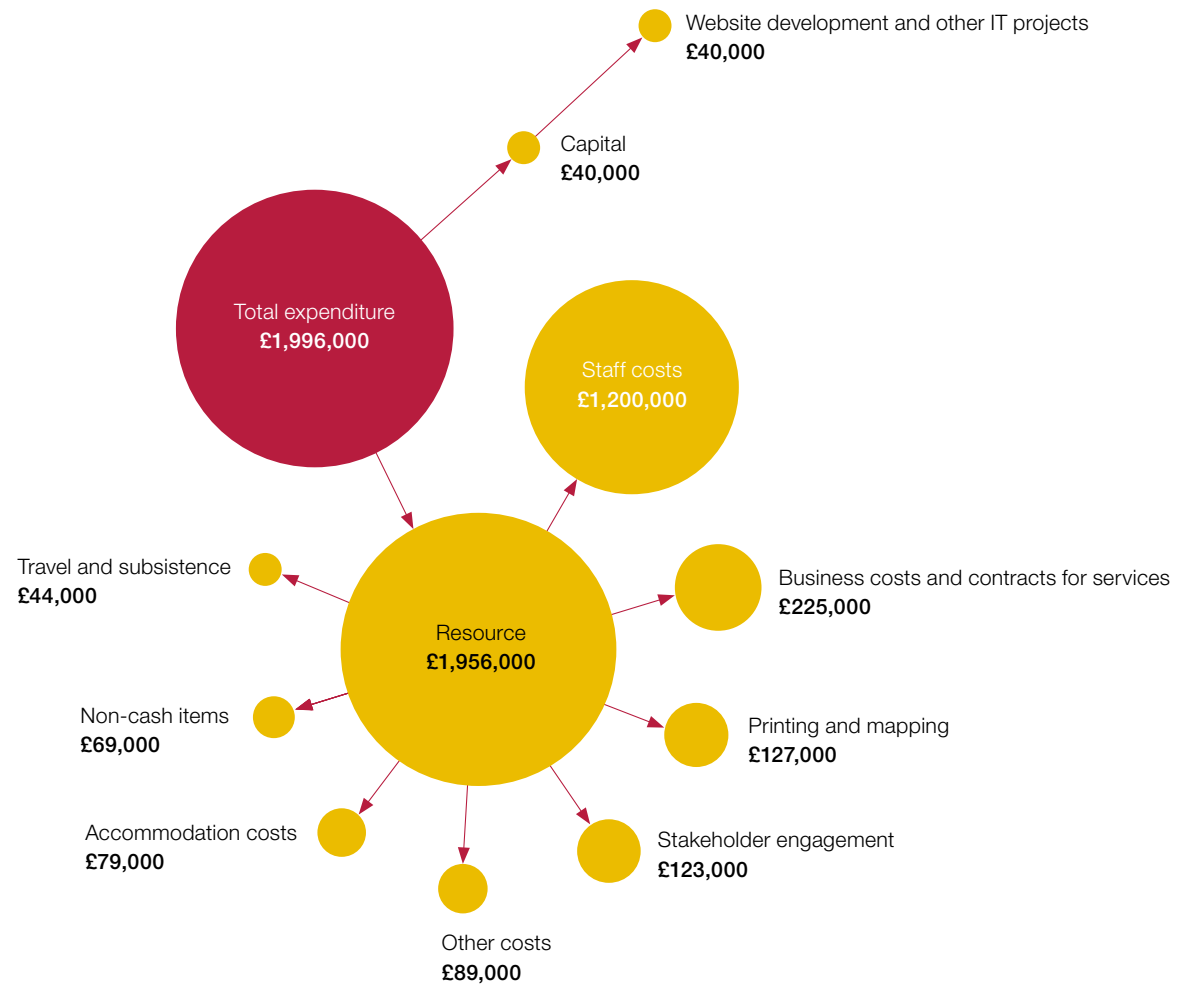 Website development and other IT projects
£40,000
Capital
£40,000
Total expenditure
£1,996,000
Staff costs
£1,200,000
Travel and subsistence
£44,000
Business costs and contracts for services
£225,000
Resource
£1,956,000
Non-cash items
£69,000
Printing and mapping
£127,000
Accommodation costs
£79,000
Stakeholder engagement
£123,000
Other costs
£89,000